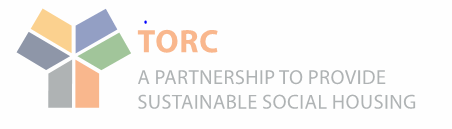 TORC
A PARTNERSHIP TO PROVIDE
SUSTAINABLE SOCIAL HOUSING